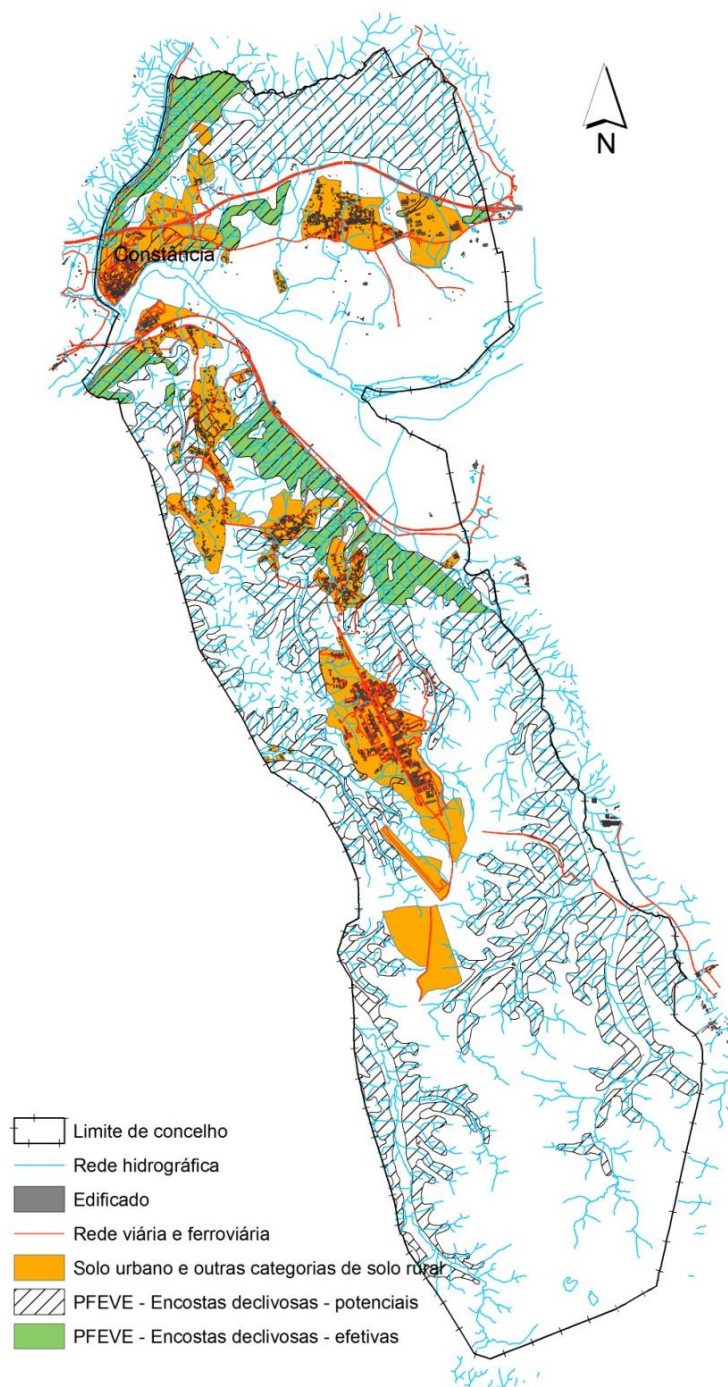 N
Constância
Limite de concelho
Rede hidrográfica
Edificado
Rede viária e ferroviária
Solo urbano e outras categorias de solo rural
PFEVE - Encostas declivosas - potenciais
PFEVE - Encostas declivosas - efetivas